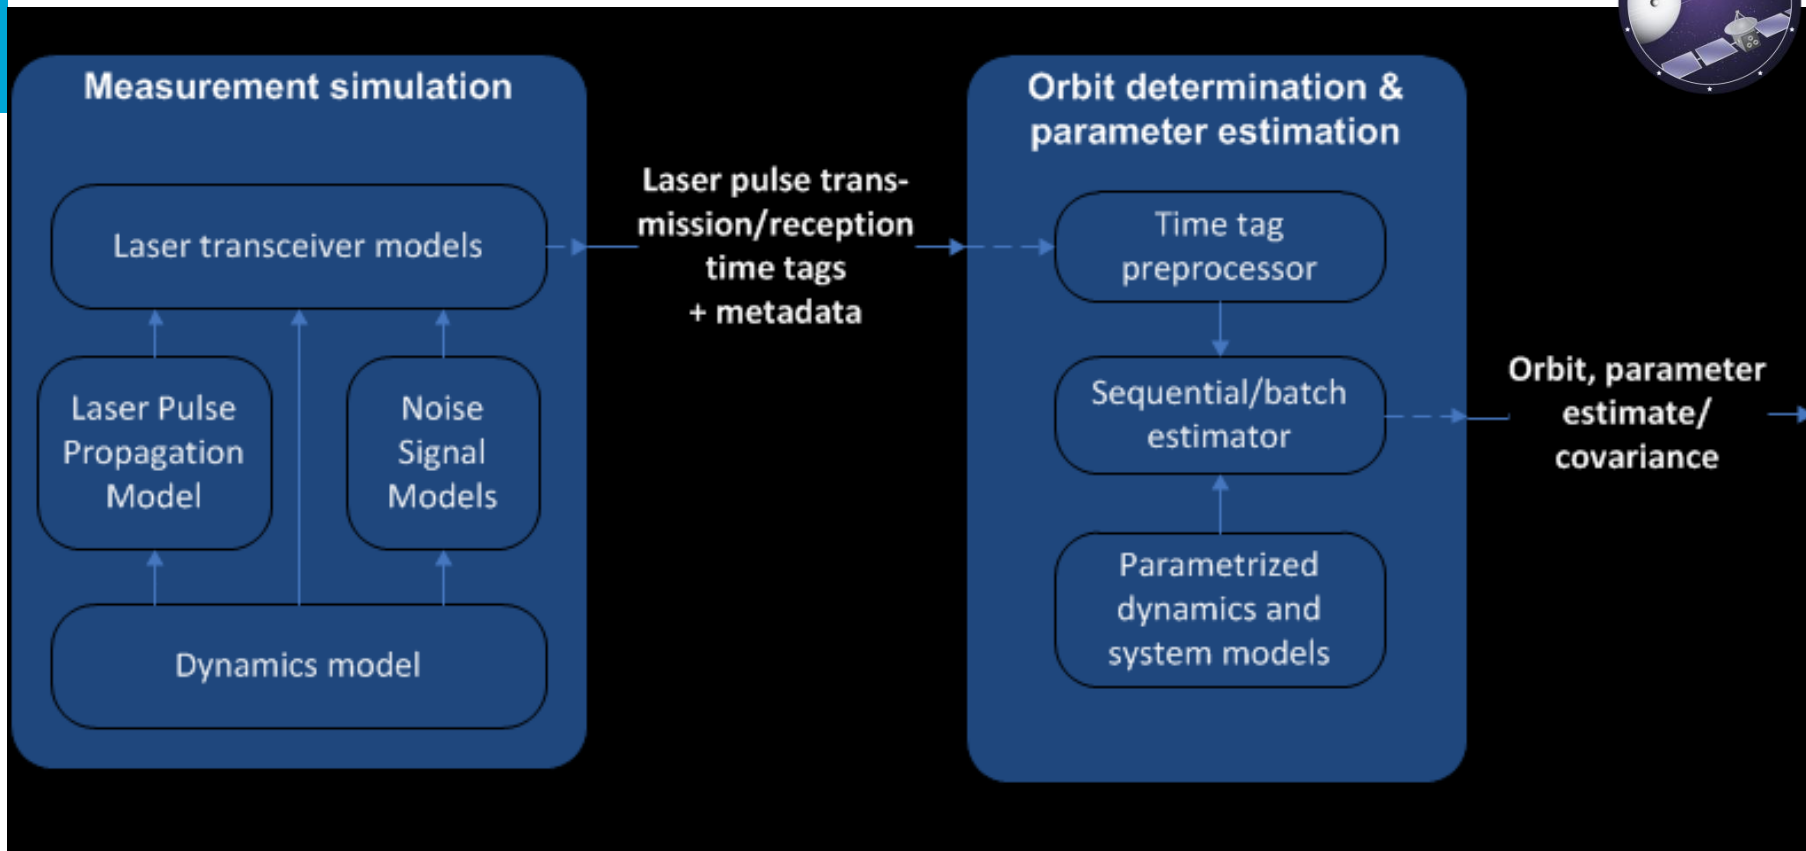 Measurement simulation
Laser transceiver models
Laser Pulse
Propagation
Model
Noise
Signal
Models
Dynamics model
Laser pulse trans-
mission/reception
time tags
+ metadata
Orbit determination &
parameter estimation
Time tag
preprocessor
Sequential/batch
estimator
Parametrized
dynamics and
system models
Orbit, parameter
estimate/
covariance